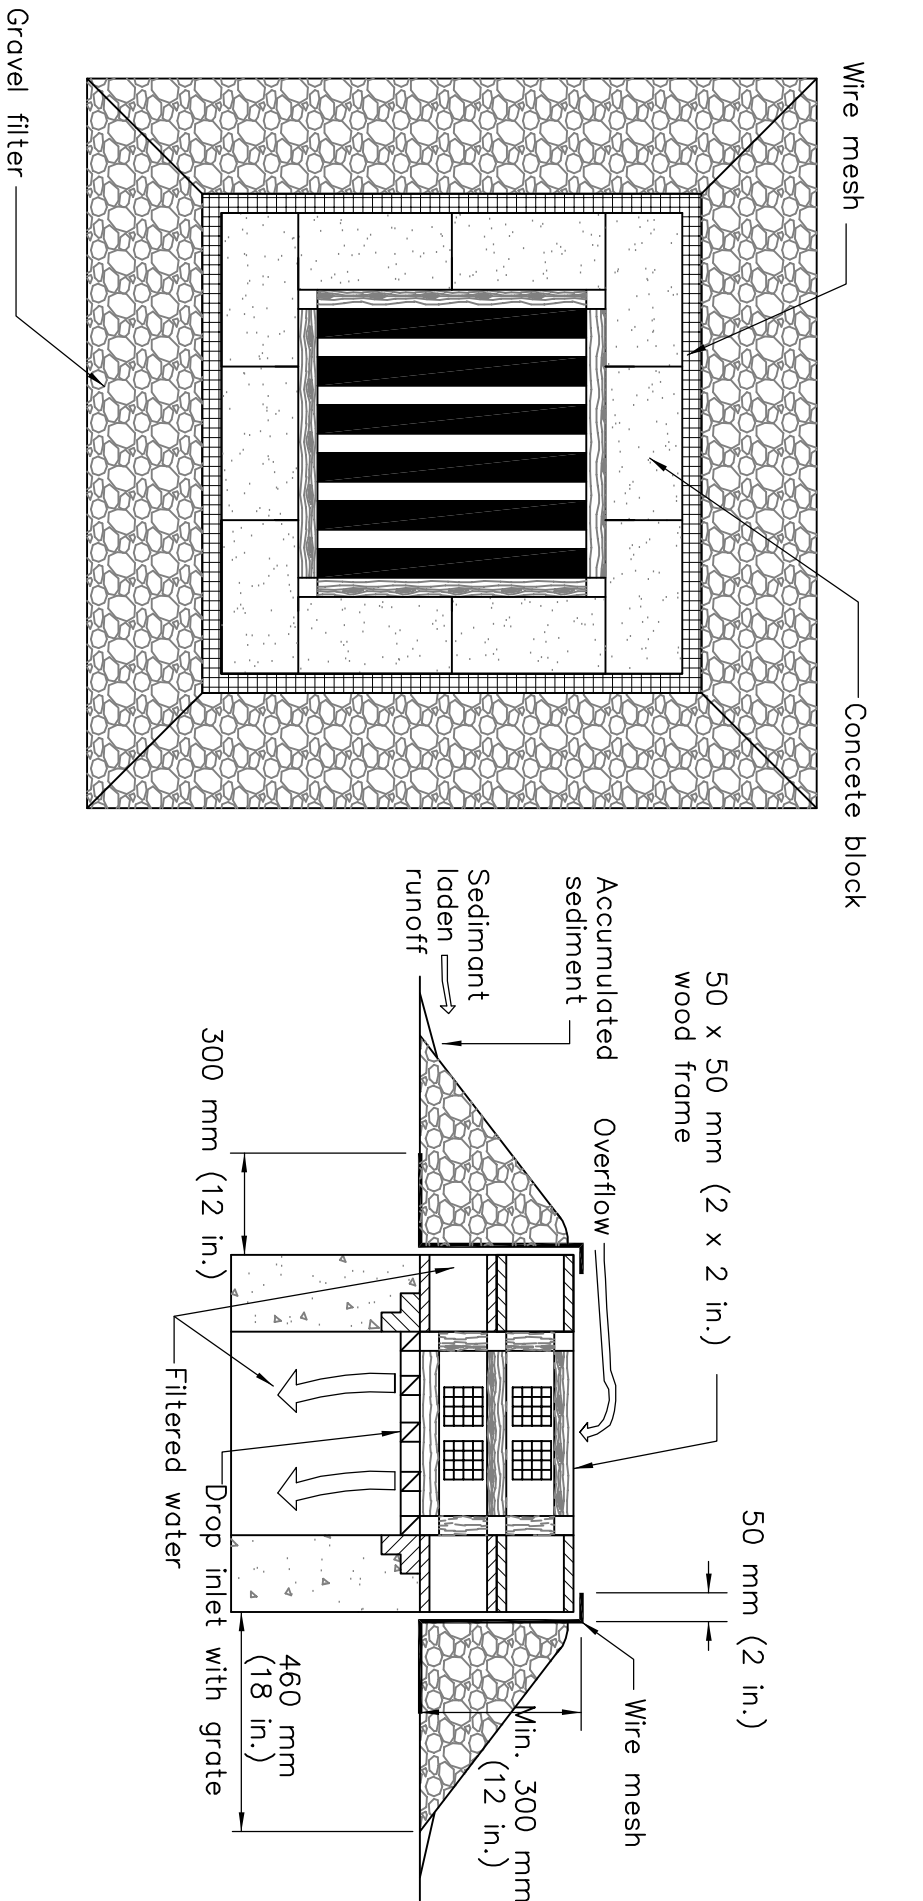 Wire mesh
Concete block
Gravel filter
50 x 50 mm (2 x 2 in.)
wood frame
50 mm (2 in.)
Accumulated
sediment
Overflow
Wire mesh
Sedimant
laden
runoff
Min. 300 mm
(12 in.)
300 mm (12 in.)
460 mm
(18 in.)
Drop inlet with grate
Filtered water